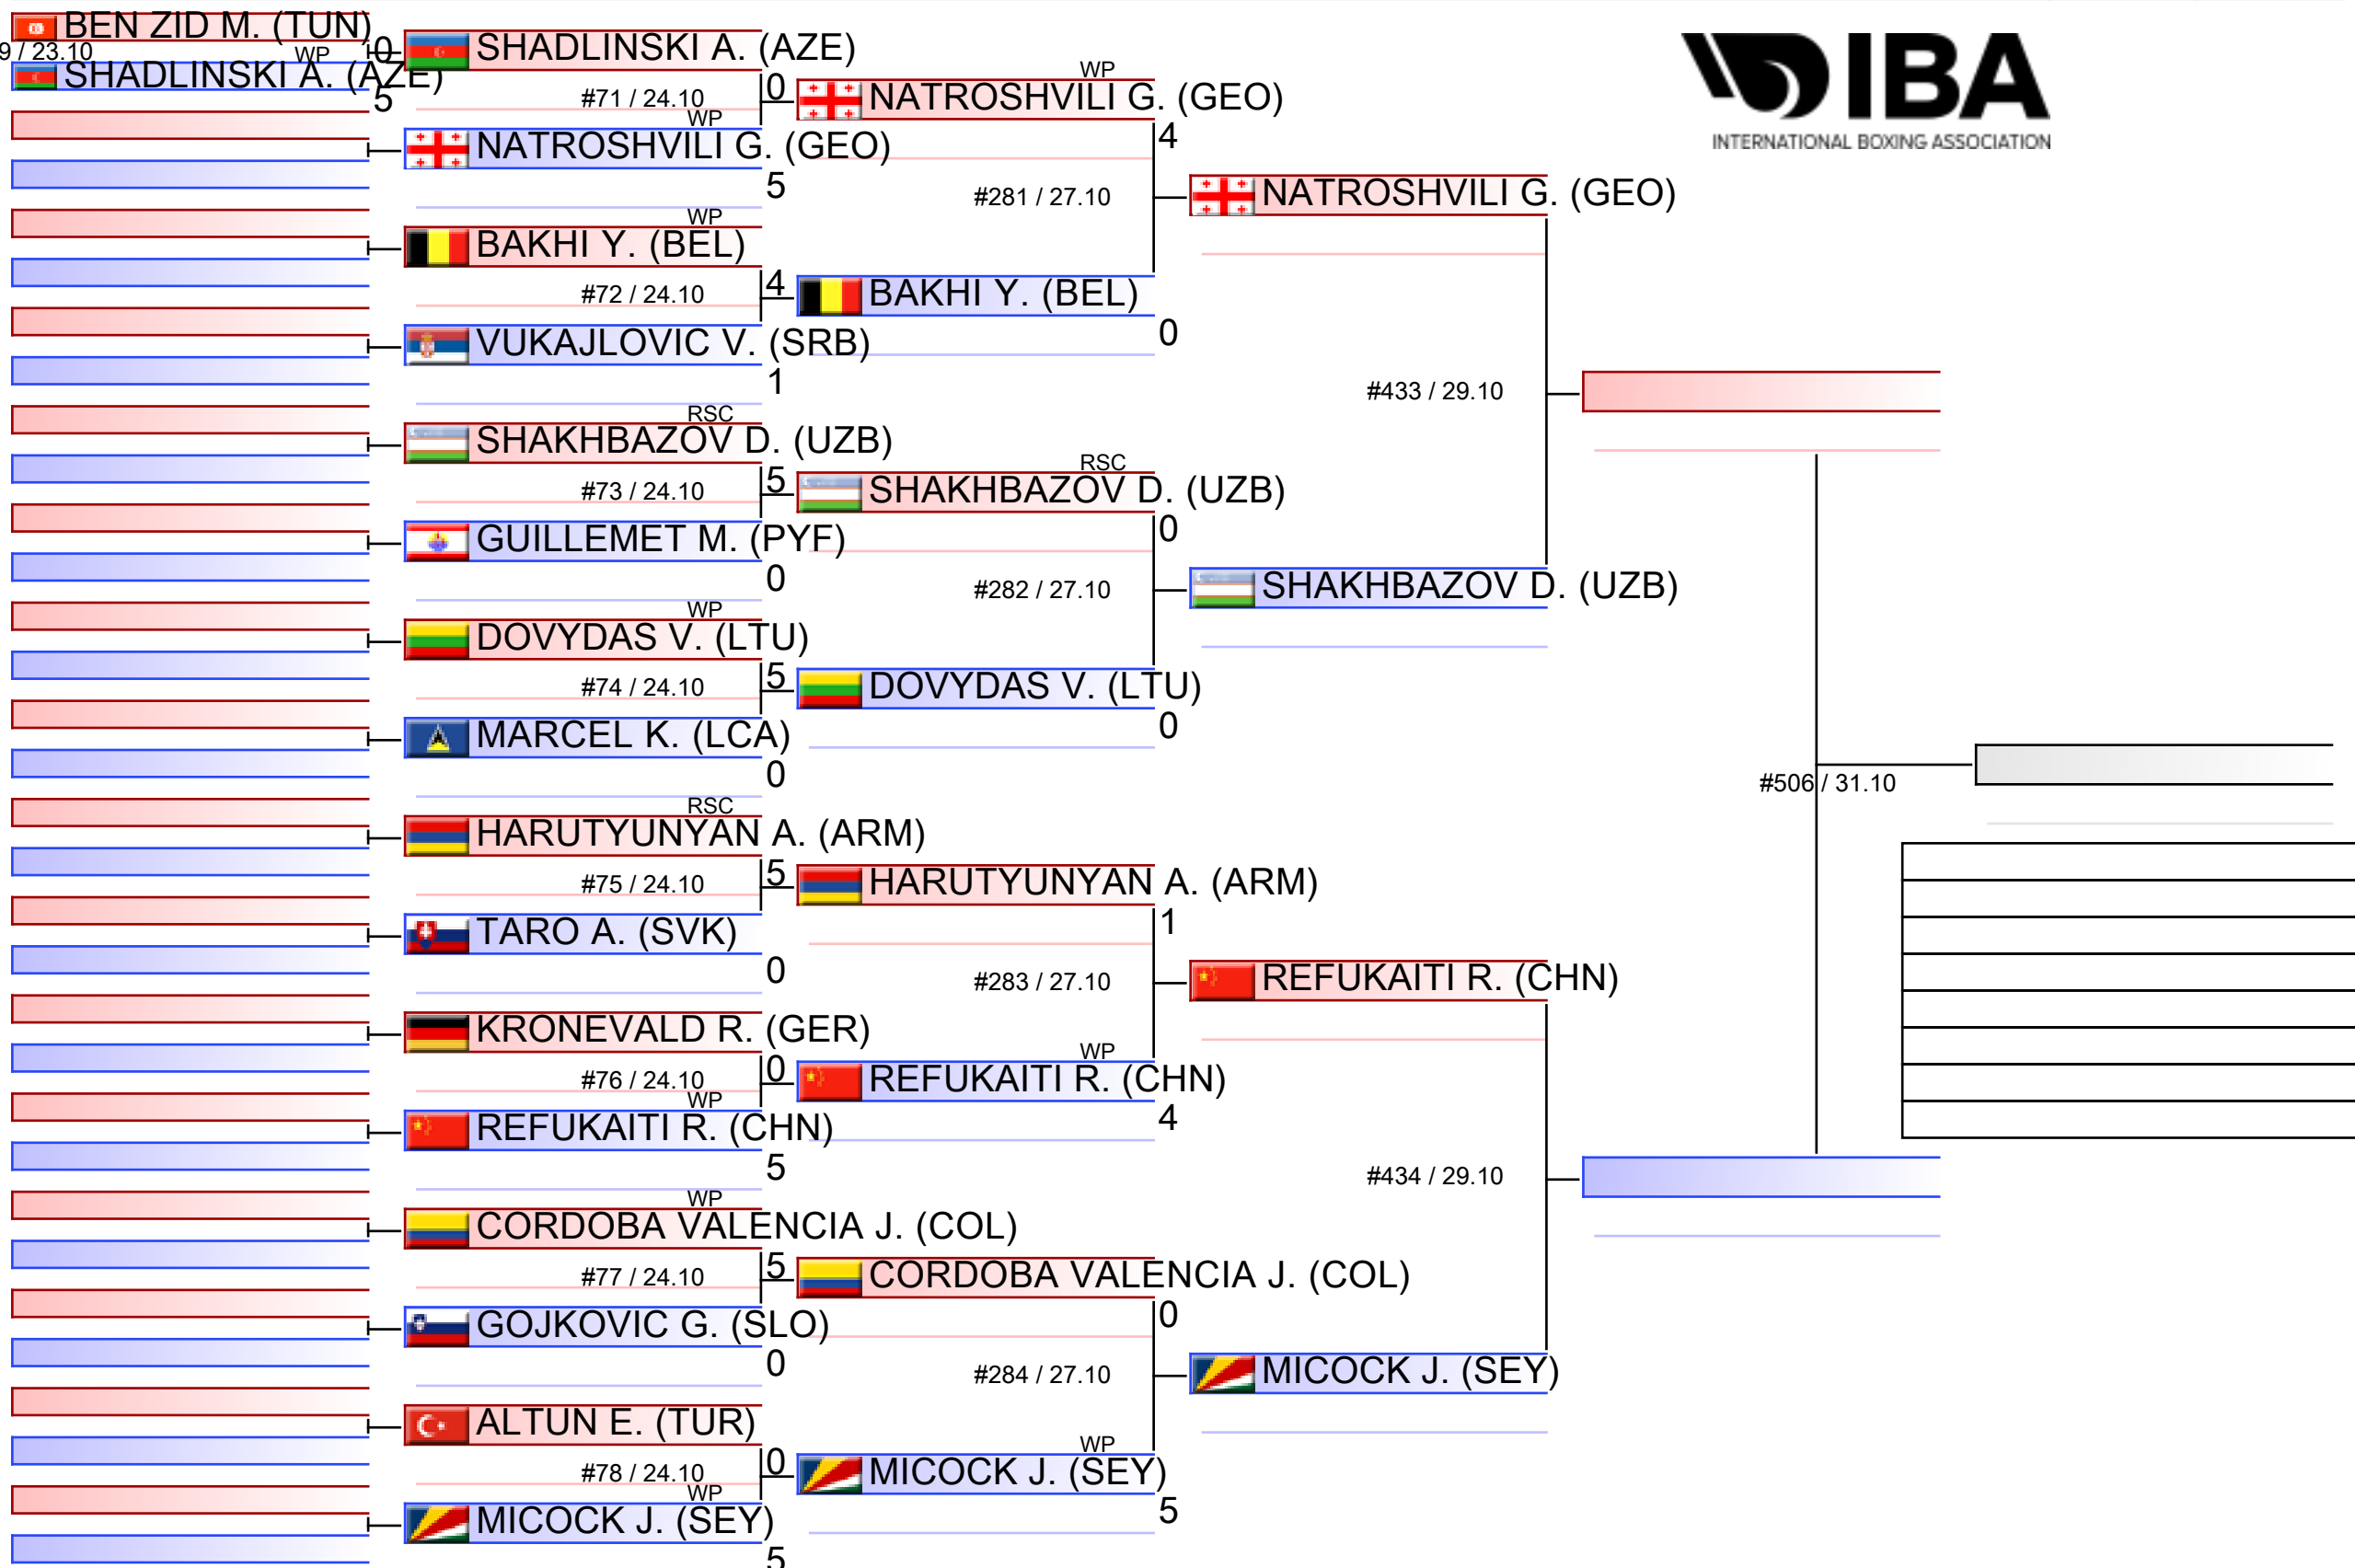 BEN ZID M. (TUN)
9 / 23.10
WP
0
SHADLINSKI A. (AZE)
5
SHADLINSKI A. (AZE)
0
#71 / 24.10
WP
NATROSHVILI G. (GEO)
5
WP
BAKHI Y. (BEL)
4
#72 / 24.10
VUKAJLOVIC V. (SRB)
1
RSC
SHAKHBAZOV D. (UZB)
5
#73 / 24.10
GUILLEMET M. (PYF)
0
WP
DOVYDAS V. (LTU)
5
#74 / 24.10
MARCEL K. (LCA)
0
RSC
HARUTYUNYAN A. (ARM)
5
#75 / 24.10
TARO A. (SVK)
0
KRONEVALD R. (GER)
0
#76 / 24.10
WP
REFUKAITI R. (CHN)
5
WP
CORDOBA VALENCIA J. (COL)
5
#77 / 24.10
GOJKOVIC G. (SLO)
0
ALTUN E. (TUR)
0
#78 / 24.10
WP
MICOCK J. (SEY)
5
WP
NATROSHVILI G. (GEO)
4
#281 / 27.10
BAKHI Y. (BEL)
0
RSC
SHAKHBAZOV D. (UZB)
0
#282 / 27.10
DOVYDAS V. (LTU)
0
HARUTYUNYAN A. (ARM)
1
#283 / 27.10
WP
REFUKAITI R. (CHN)
4
CORDOBA VALENCIA J. (COL)
0
#284 / 27.10
WP
MICOCK J. (SEY)
5
NATROSHVILI G. (GEO)
#433 / 29.10
SHAKHBAZOV D. (UZB)
REFUKAITI R. (CHN)
#434 / 29.10
MICOCK J. (SEY)
#506 / 31.10
IBA
INTERNATIONAL BOXING ASSOCIATION